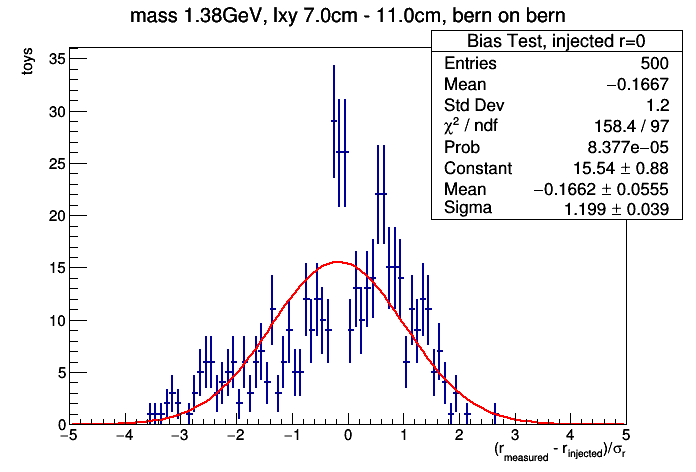 mass 1.38GeV, lxy 7.0cm - 11.0cm, bern on bern
toys
Bias Test, injected r=0
Entries 500
Mean −0.1667
Std Dev 1.2
χ² / ndf 158.4 / 97
Prob 8.377e−05
Constant 15.54 ± 0.88
Mean −0.1662 ± 0.0555
Sigma 1.199 ± 0.039
35
30
25
20
15
10
5
0
−5 −4 −3 −2 −1 0 1 2 3 4 5
(r_measured - r_injected)/σ_r